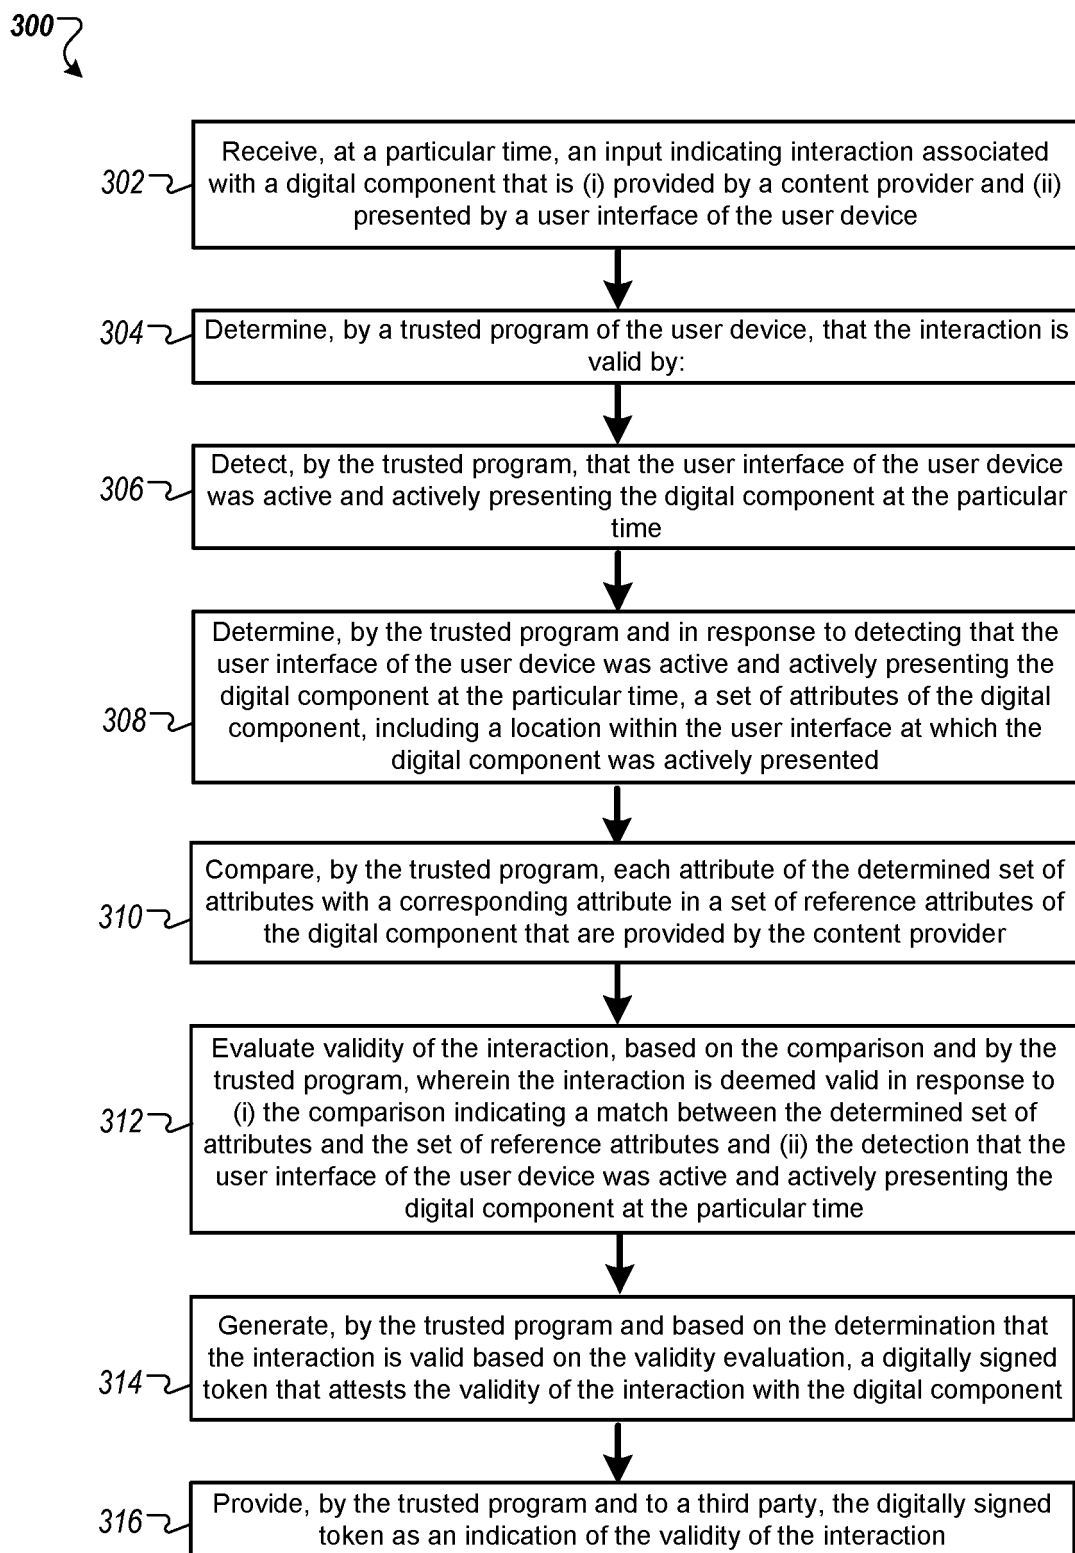 300
302
Receive, at a particular time, an input indicating interaction associated
with a digital component that is (i) provided by a content provider and (ii)
presented by a user interface of the user device
304
Determine, by a trusted program of the user device, that the interaction is
valid by:
306
Detect, by the trusted program, that the user interface of the user device
was active and actively presenting the digital component at the particular
time
308
Determine, by the trusted program and in response to detecting that the
user interface of the user device was active and actively presenting the
digital component at the particular time, a set of attributes of the digital
component, including a location within the user interface at which the
digital component was actively presented
310
Compare, by the trusted program, each attribute of the determined set of
attributes with a corresponding attribute in a set of reference attributes of
the digital component that are provided by the content provider
312
Evaluate validity of the interaction, based on the comparison and by the
trusted program, wherein the interaction is deemed valid in response to
(i) the comparison indicating a match between the determined set of
attributes and the set of reference attributes and (ii) the detection that the
user interface of the user device was active and actively presenting the
digital component at the particular time
314
Generate, by the trusted program and based on the determination that
the interaction is valid based on the validity evaluation, a digitally signed
token that attests the validity of the interaction with the digital component
316
Provide, by the trusted program and to a third party, the digitally signed
token as an indication of the validity of the interaction